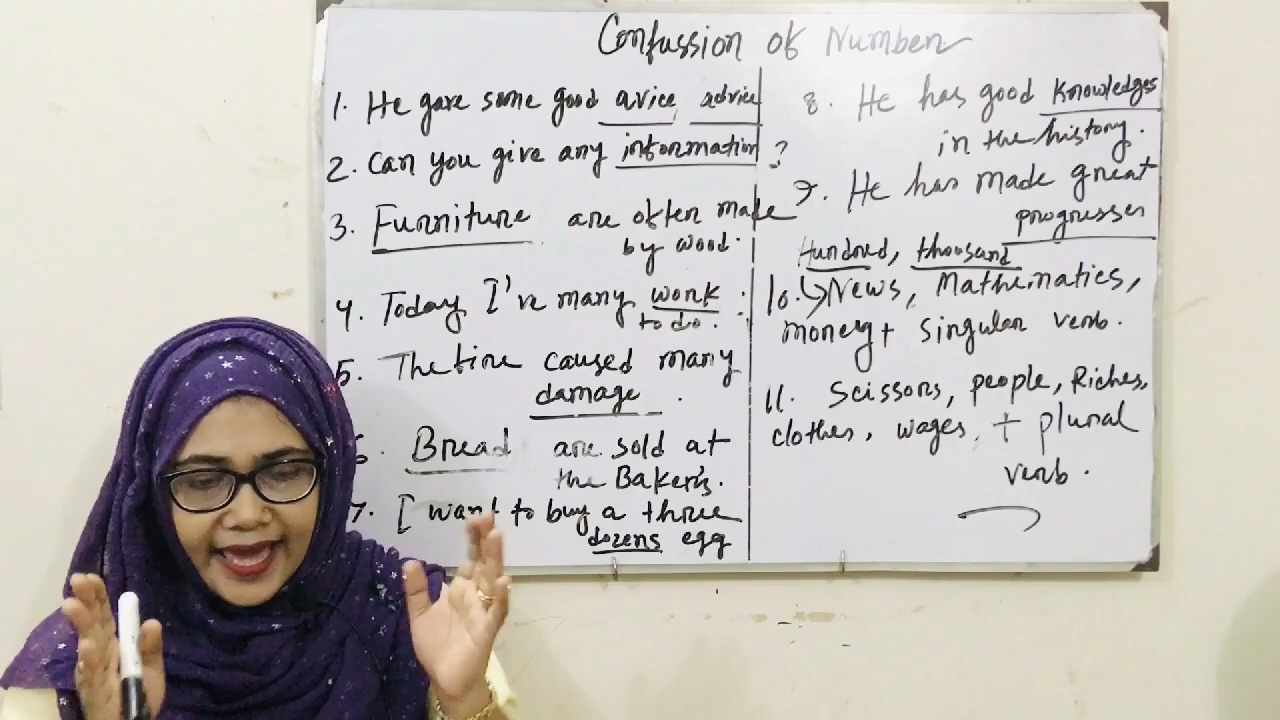 Confussion of Number
1. He gave some good avice, advice
2. Can you give any information ?
3. Furniture are often made
by wood.
4. Today I've many work
to do.
5. The fire caused many
damage .
6. Bread are sold at
the Baker's.
7. I want to buy a three
dozens egg
8. He has good knowledges
in the history.
9. He has made great
progresses
Hundred, thousand
10. News, Mathematics,
money + singular verb.
11. Scissors, people, Riches,
clothes, wages, + plural
verb.